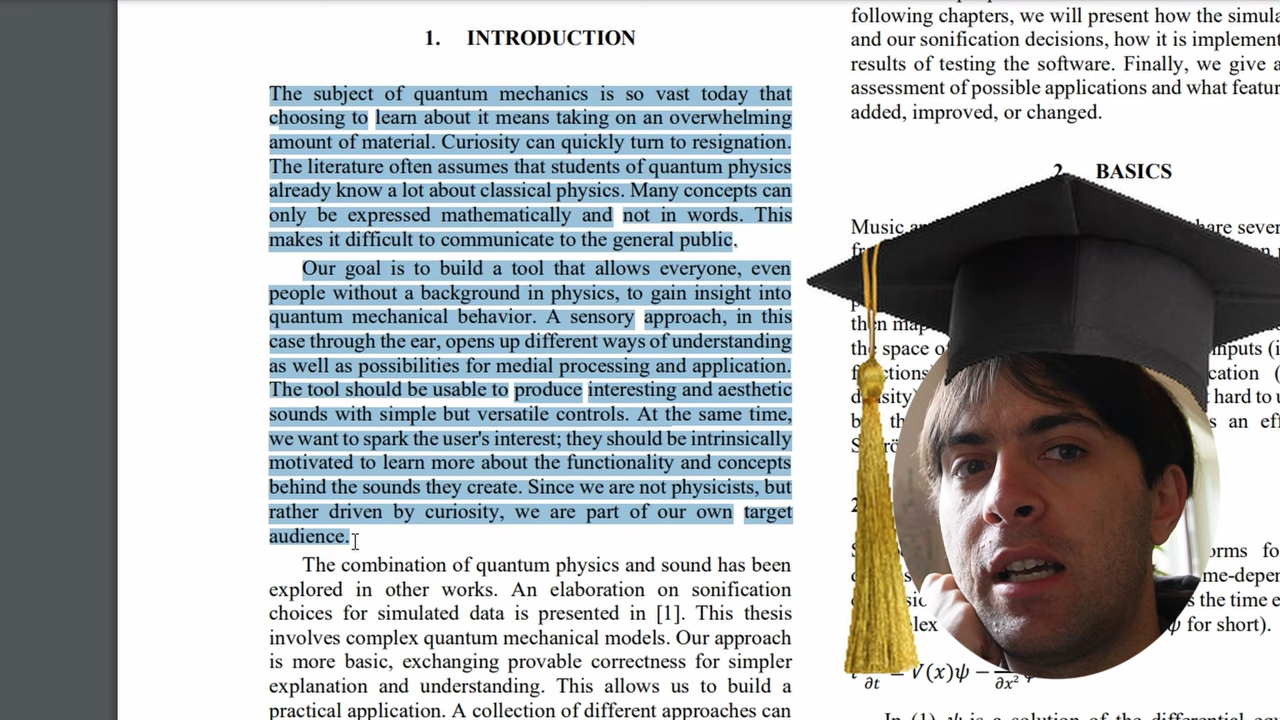 1. INTRODUCTION
The subject of quantum mechanics is so vast today that
choosing to learn about it means taking on an overwhelming
amount of material. Curiosity can quickly turn to resignation.
The literature often assumes that students of quantum physics
already know a lot about classical physics. Many concepts can
only be expressed mathematically and not in words. This
makes it difficult to communicate to the general public.
Our goal is to build a tool that allows everyone, even
people without a background in physics, to gain insight into
quantum mechanical behavior. A sensory approach, in this
case through the ear, opens up different ways of understanding
as well as possibilities for medial processing and application.
The tool should be usable to produce interesting and aesthetic
sounds with simple but versatile controls. At the same time,
we want to spark the user's interest; they should be intrinsically
motivated to learn more about the functionality and concepts
behind the sounds they create. Since we are not physicists, but
rather driven by curiosity, we are part of our own target
audience.
The combination of quantum physics and sound has been
explored in other works. An elaboration on sonification
choices for simulated data is presented in [1]. This thesis
involves complex quantum mechanical models. Our approach
is more basic, exchanging provable correctness for simpler
explanation and understanding. This allows us to build a
practical application. A collection of different approaches can
following chapters, we will present how the
and our sonification decisions, how it is
results of testing the software. Finally, we give
assessment of possible applications and what
added, improved, or changed.
2. BASICS
Music
then
the space
hard to
is the time
ψ for short).
∂t = V(x)ψ − ∂x²
In (1), ψ is a solution of the differential